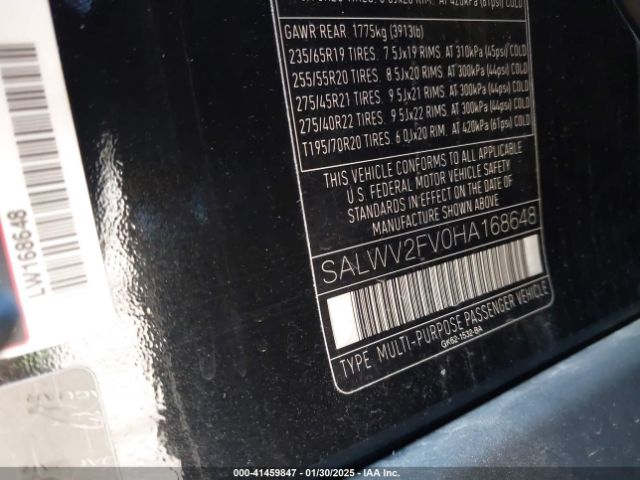 GAWR REAR 1775kg (3913lb)
235/65R19 TIRES. 7.5Jx19 RIMS. AT 310kPa (45psi) COLD
255/55R20 TIRES. 8.5Jx20 RIMS. AT 300kPa (44psi) COLD
275/45R21 TIRES. 9.5Jx21 RIMS. AT 300kPa (44psi) COLD
275/40R22 TIRES. 9.5Jx22 RIMS. AT 300kPa (44psi) COLD
T195/70R20 TIRES. 6.0Jx20 RIM. AT 420kPa (61psi) COLD
THIS VEHICLE CONFORMS TO ALL APPLICABLE
U.S. FEDERAL MOTOR VEHICLE SAFETY
STANDARDS IN EFFECT ON THE DATE OF
MANUFACTURE SHOWN ABOVE.
SALWV2FV0HA168648
TYPE MULTI-PURPOSE PASSENGER VEHICLE
GK62-1532-BA
LW168648
000-41459847 - 01/30/2025 - IAA Inc.